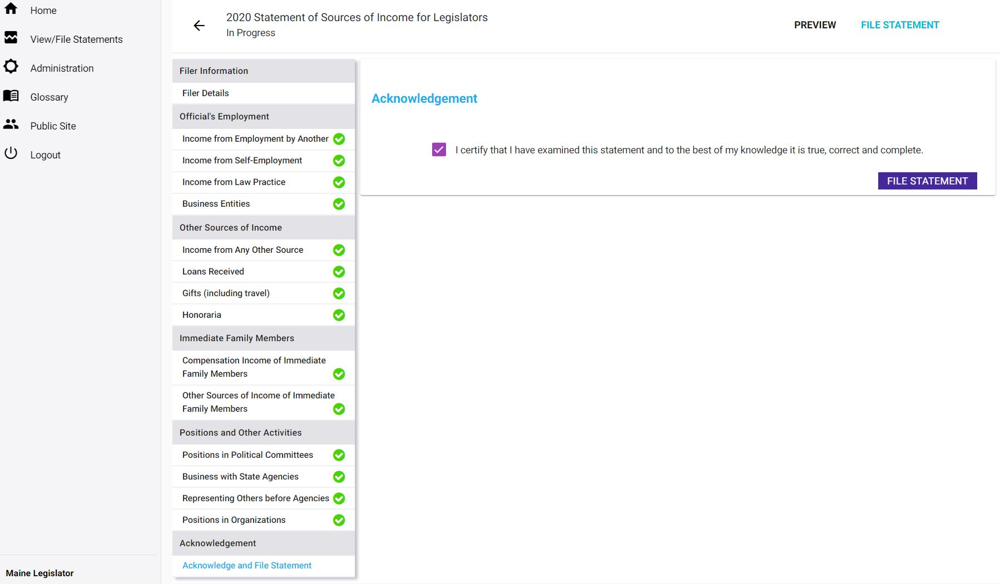 Home
View/File Statements
Administration
Glossary
Public Site
Logout
Maine Legislator
2020 Statement of Sources of Income for Legislators
In Progress
PREVIEW
FILE STATEMENT
Filer Information
Filer Details
Official's Employment
Income from Employment by Another
Income from Self-Employment
Income from Law Practice
Business Entities
Other Sources of Income
Income from Any Other Source
Loans Received
Gifts (including travel)
Honoraria
Immediate Family Members
Compensation Income of Immediate
Family Members
Other Sources of Income of Immediate
Family Members
Positions and Other Activities
Positions in Political Committees
Business with State Agencies
Representing Others before Agencies
Positions in Organizations
Acknowledgement
Acknowledge and File Statement
Acknowledgement
I certify that I have examined this statement and to the best of my knowledge it is true, correct and complete.
FILE STATEMENT